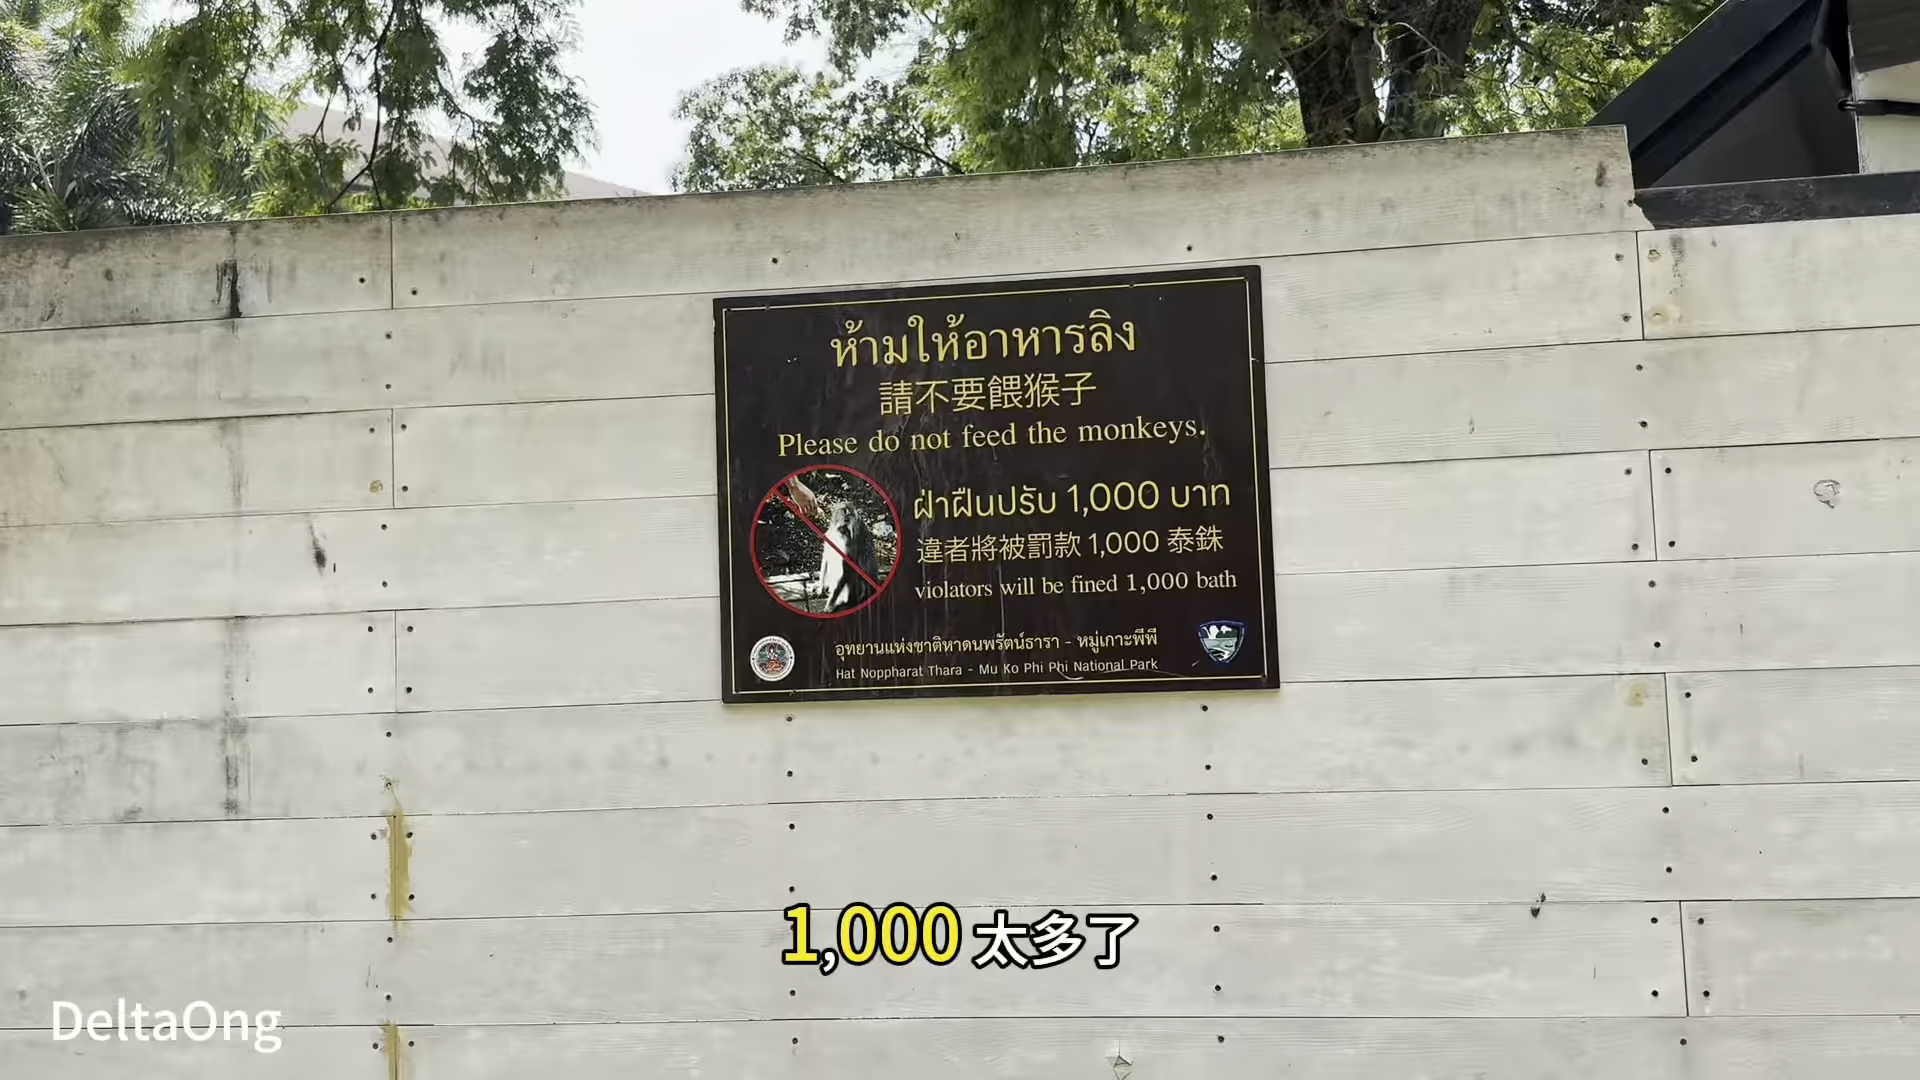 ห้ามให้อาหารลิง
請不要餵猴子
Please do not feed the monkeys.
ฝ่าฝืนปรับ 1,000 บาท
違者將被罰款 1,000 泰銖
violators will be fined 1,000 bath
อุทยานแห่งชาติหาดนพรัตน์ธารา - หมู่เกาะพีพี
Hat Noppharat Thara - Mu Ko Phi Phi National Park
1,000 太多了
DeltaOng